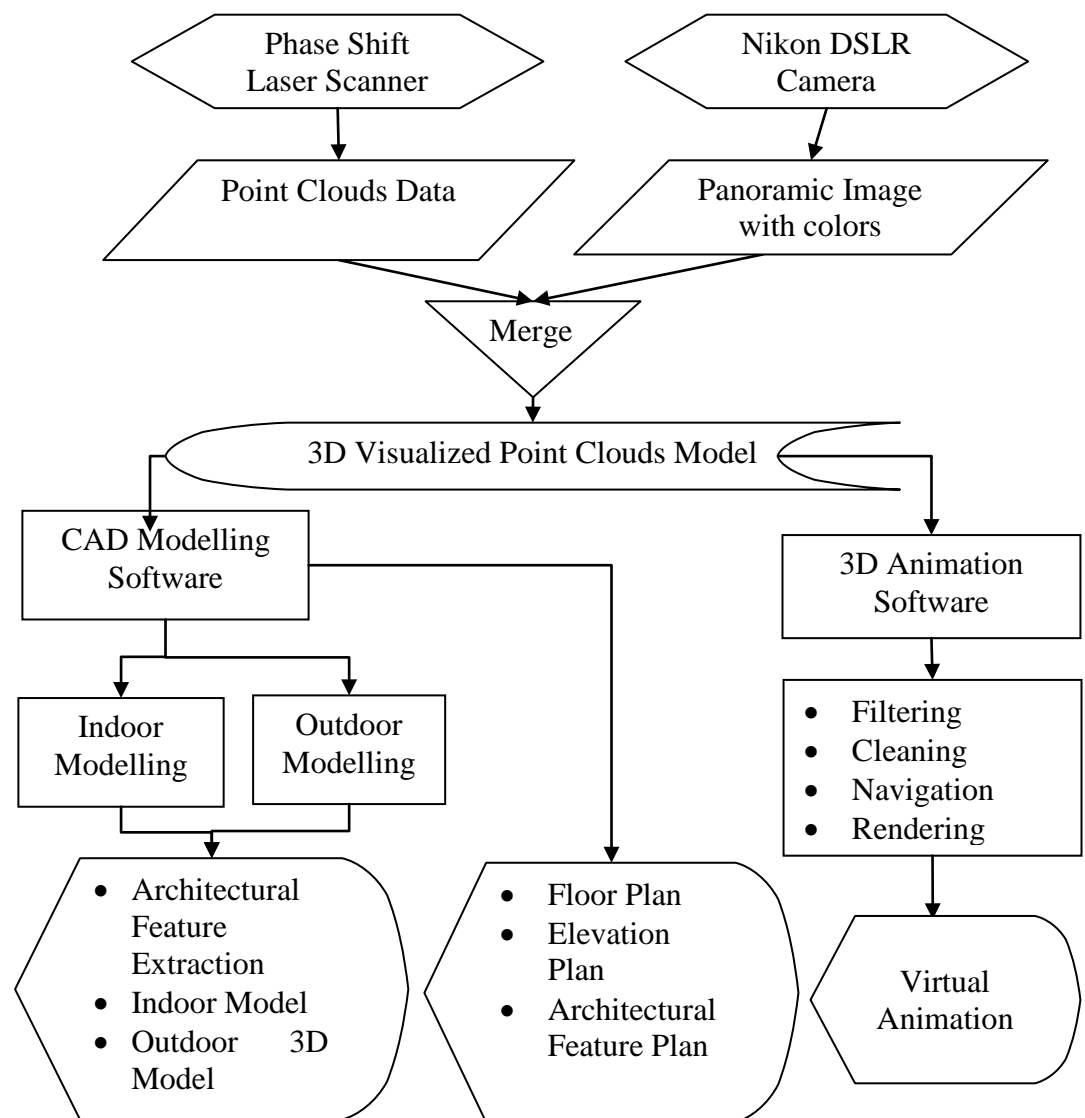 Phase Shift
Laser Scanner
Nikon DSLR
Camera
Point Clouds Data
Panoramic Image
with colors
Merge
3D Visualized Point Clouds Model
CAD Modelling
Software
3D Animation
Software
Indoor
Modelling
Outdoor
Modelling
• Filtering
• Cleaning
• Navigation
• Rendering
• Architectural
Feature
Extraction
• Indoor Model
• Outdoor 3D
Model
• Floor Plan
• Elevation
Plan
• Architectural
Feature Plan
Virtual
Animation